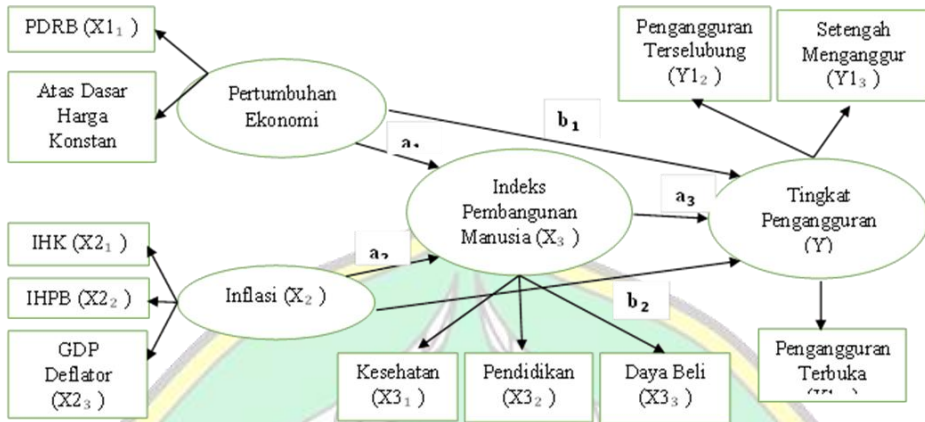 PDRB (X1₁)
Atas Dasar
Harga
Konstan
Pertumbuhan
Ekonomi
Pengangguran
Terselubung
(Y1₂)
Setengah
Menganggur
(Y1₃)
b₁
a₁
Indeks
Pembangunan
Manusia (X₃ )
a₃
Tingkat
Pengangguran
(Y)
IHK (X2₁)
IHPB (X2₂)
GDP
Deflator
(X2₃)
Inflasi (X₂ )
a₂
b₂
Kesehatan
(X3₁)
Pendidikan
(X3₂)
Daya Beli
(X3₃)
Pengangguran
Terbuka